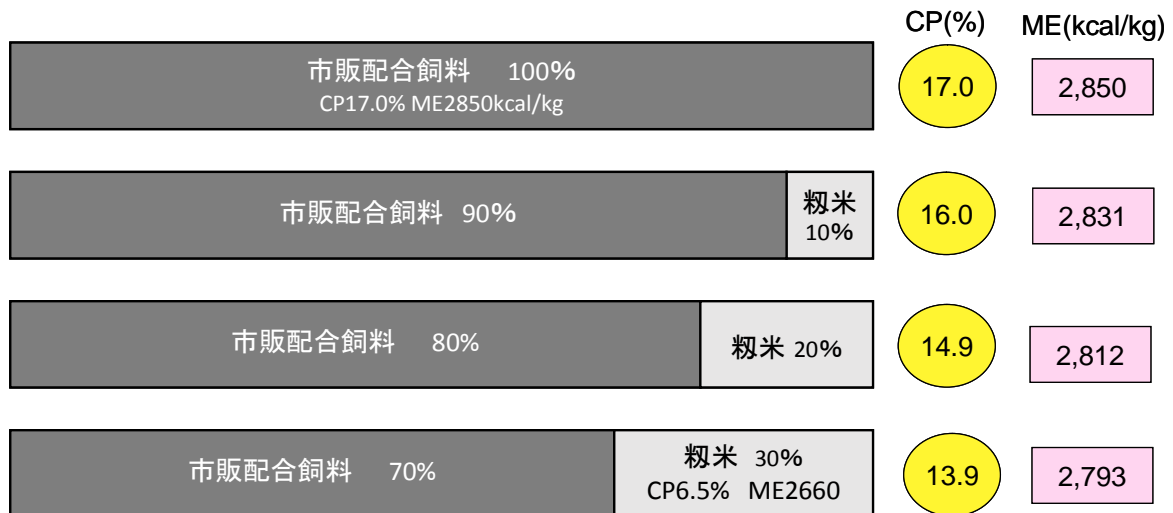 CP(%) ME(kcal/kg)
市販配合飼料 100%
CP17.0% ME2850kcal/kg
17.0 2,850
市販配合飼料 90%
籾米
10%
16.0 2,831
市販配合飼料 80%
籾米 20%
14.9 2,812
市販配合飼料 70%
籾米 30%
CP6.5% ME2660
13.9 2,793